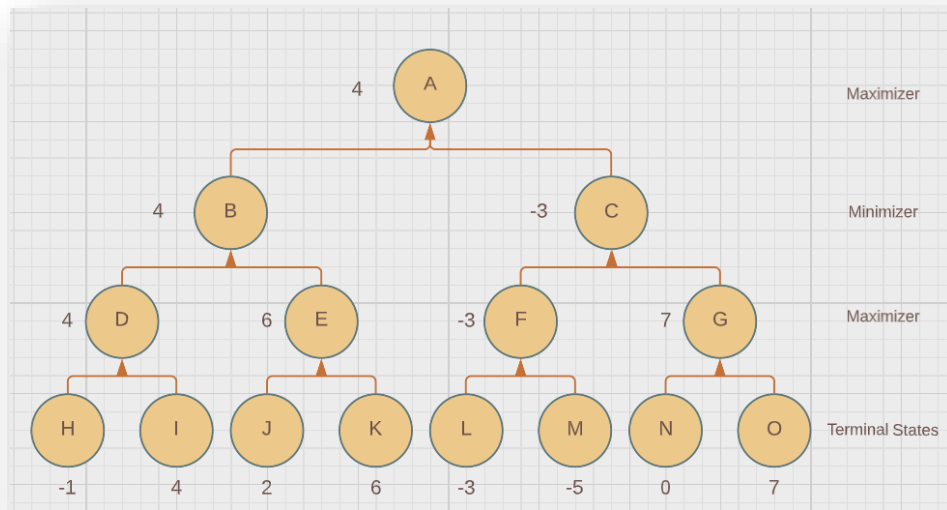 A
4
Maximizer
4
B
-3
C
Minimizer
4
D
6
E
-3
F
7
G
Maximizer
H
I
J
K
L
M
N
O
Terminal States
-1
4
2
6
-3
-5
0
7